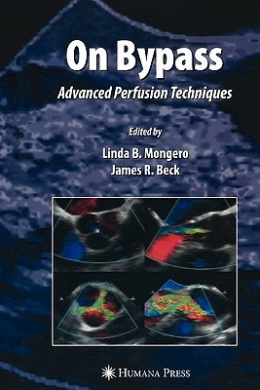 On Bypass
Advanced Perfusion Techniques
Edited by
Linda B. Mongero
James R. Beck
HUMANA PRESS